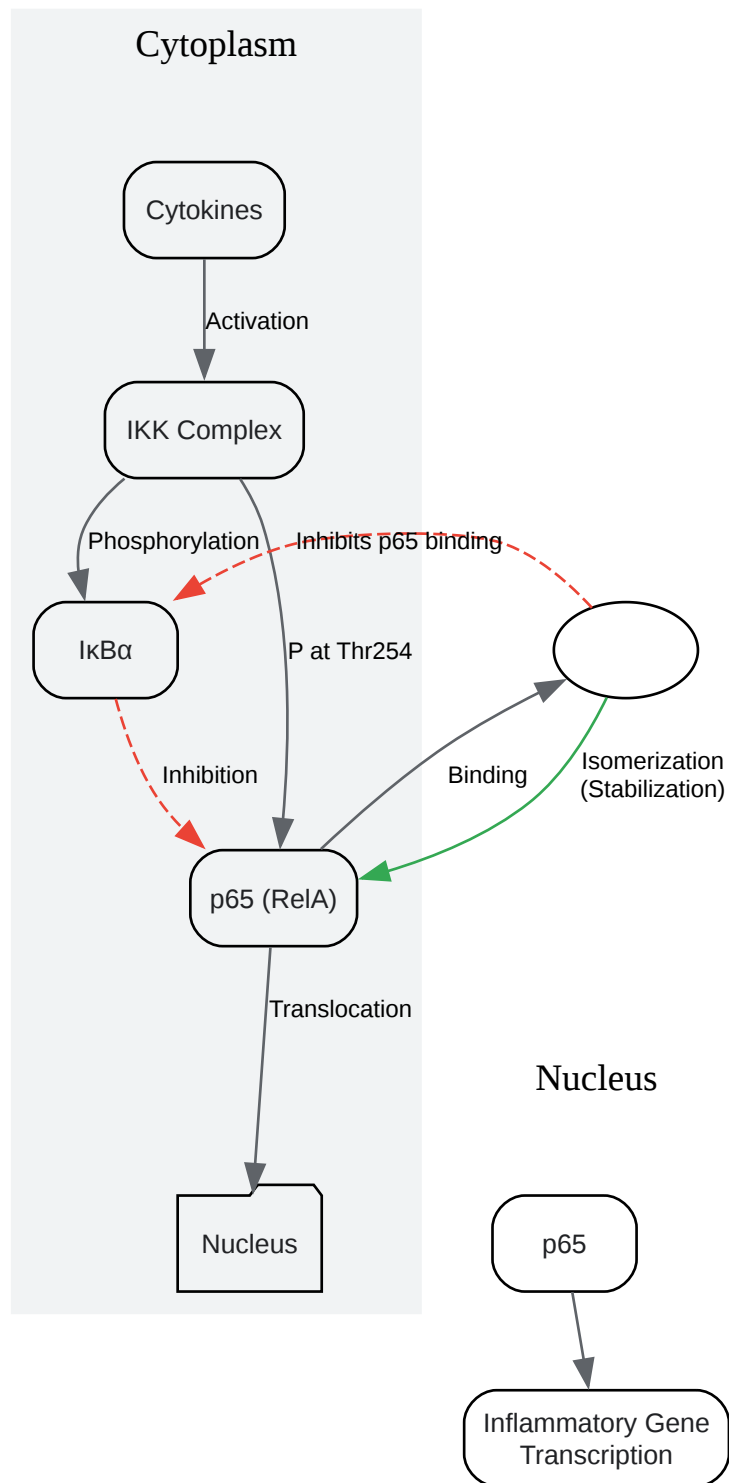 Cytoplasm
Cytokines
Activation
IKK Complex
Phosphorylation
Inhibits p65 binding
IκBα
P at Thr254
Inhibition
Binding
Isomerization
(Stabilization)
p65 (RelA)
Translocation
Nucleus
Nucleus
p65
Inflammatory Gene
Transcription